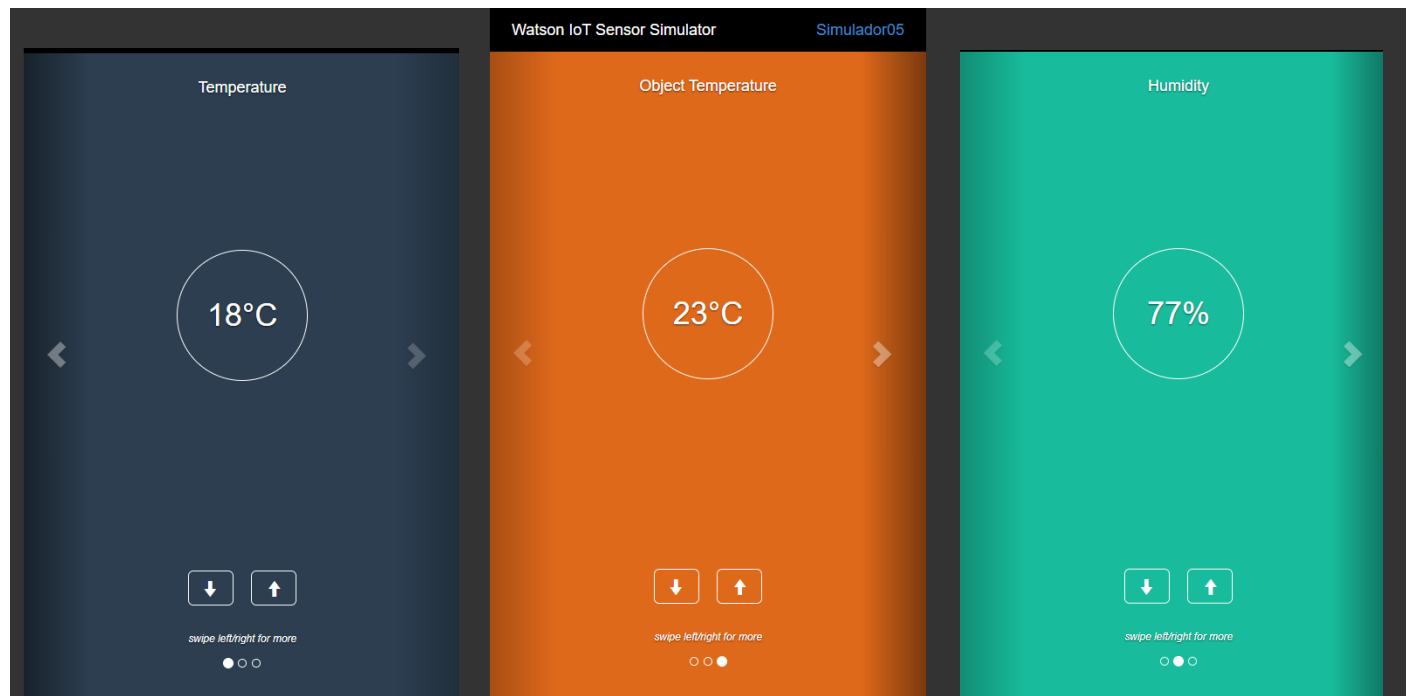 Watson IoT Sensor Simulator
Simulador05
Temperature
18°C
swipe left/right for more
Object Temperature
23°C
swipe left/right for more
Humidity
77%
swipe left/right for more